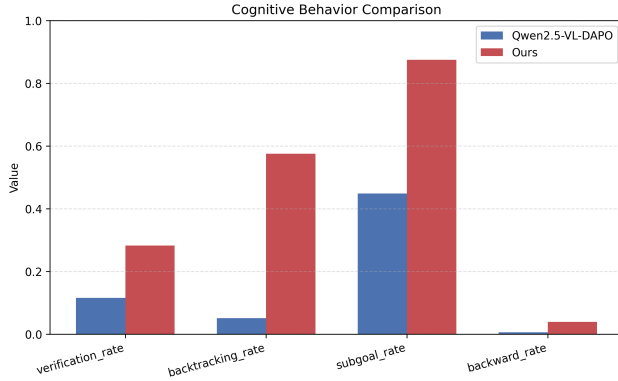 Cognitive Behavior Comparison
Qwen2.5-VL-DAPO
Ours
Value
1.0
0.8
0.6
0.4
0.2
0.0
verification_rate
backtracking_rate
subgoal_rate
backward_rate